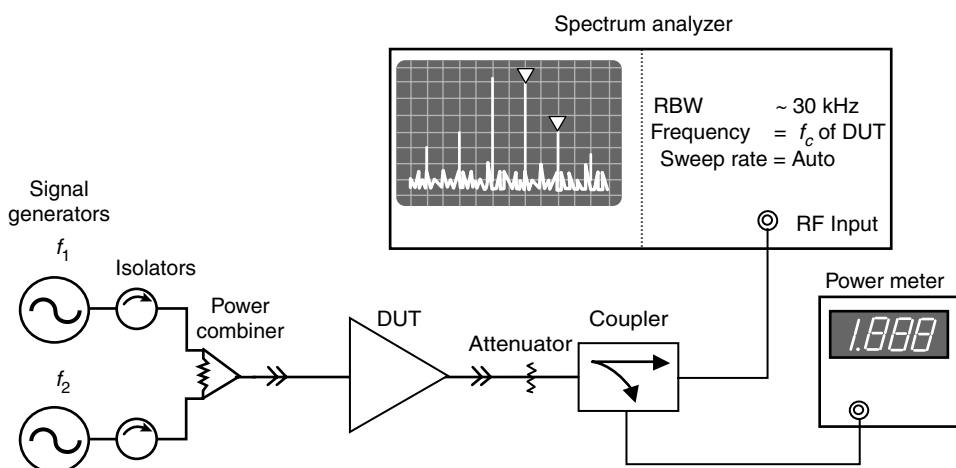 Spectrum analyzer
RBW ~ 30 kHz
Frequency = fc of DUT
Sweep rate = Auto
RF Input
Signal
generators
f1
Isolators
Power
combiner
DUT
Attenuator
Coupler
Power meter
1.888
f2